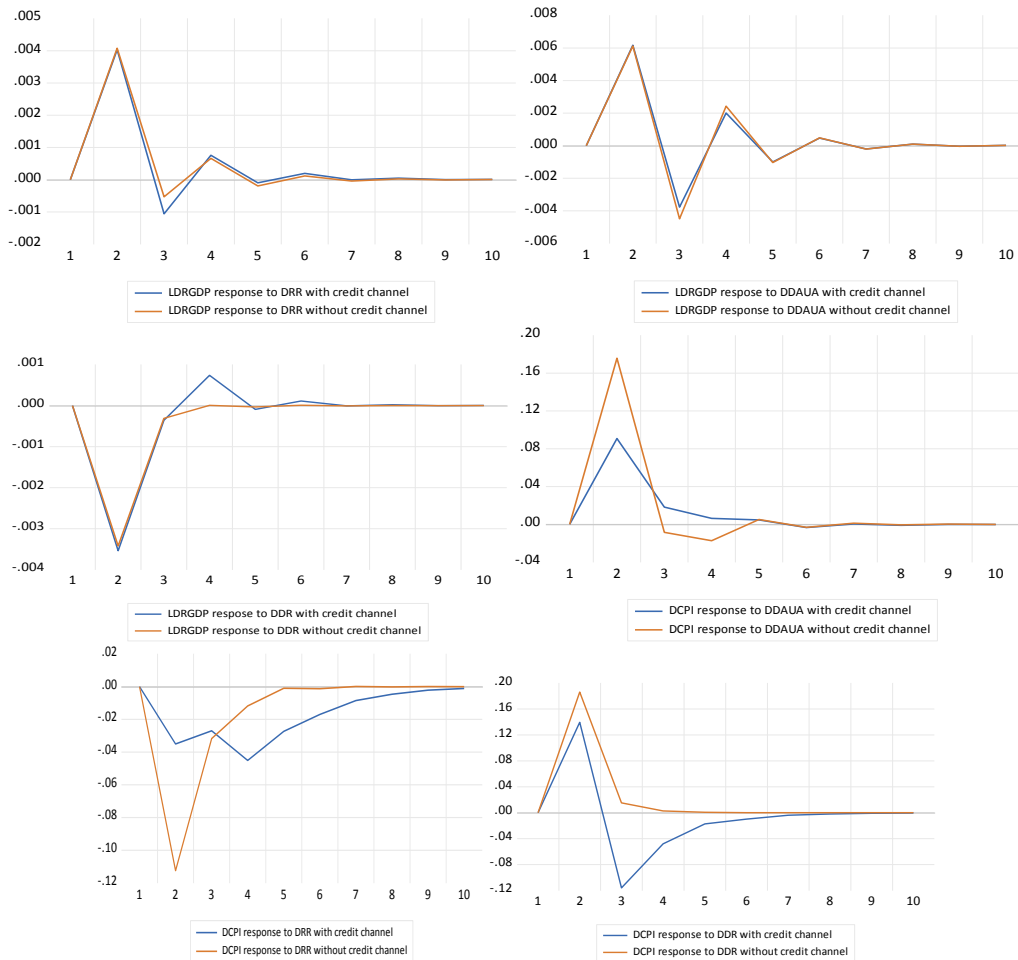 .005
.004
.003
.002
.001
.000
-.001
-.002
1 2 3 4 5 6 7 8 9 10
LDRGDP response to DRR with credit channel
LDRGDP response to DRR without credit channel
.008
.006
.004
.002
.000
-.002
-.004
-.006
1 2 3 4 5 6 7 8 9 10
LDRGDP respose to DDAUA with credit channel
LDRGDP response to DDAUA without credit channel
.001
.000
-.001
-.002
-.003
-.004
1 2 3 4 5 6 7 8 9 10
LDRGDP respose to DDR with credit channel
LDRGDP response to DDR without credit channel
.20
.16
.12
.08
.04
.00
-.04
1 2 3 4 5 6 7 8 9 10
DCPI response to DDAUA with credit channel
DCPI response to DDAUA without credit channel
.02
.00
-.02
-.04
-.06
-.08
-.10
-.12
1 2 3 4 5 6 7 8 9 10
DCPI response to DRR with credit channel
DCPI response to DRR without credit channel
.20
.16
.12
.08
.04
.00
-.04
-.08
-.12
1 2 3 4 5 6 7 8 9 10
DCPI response to DDR with credit channel
DCPI response to DDR without credit channel